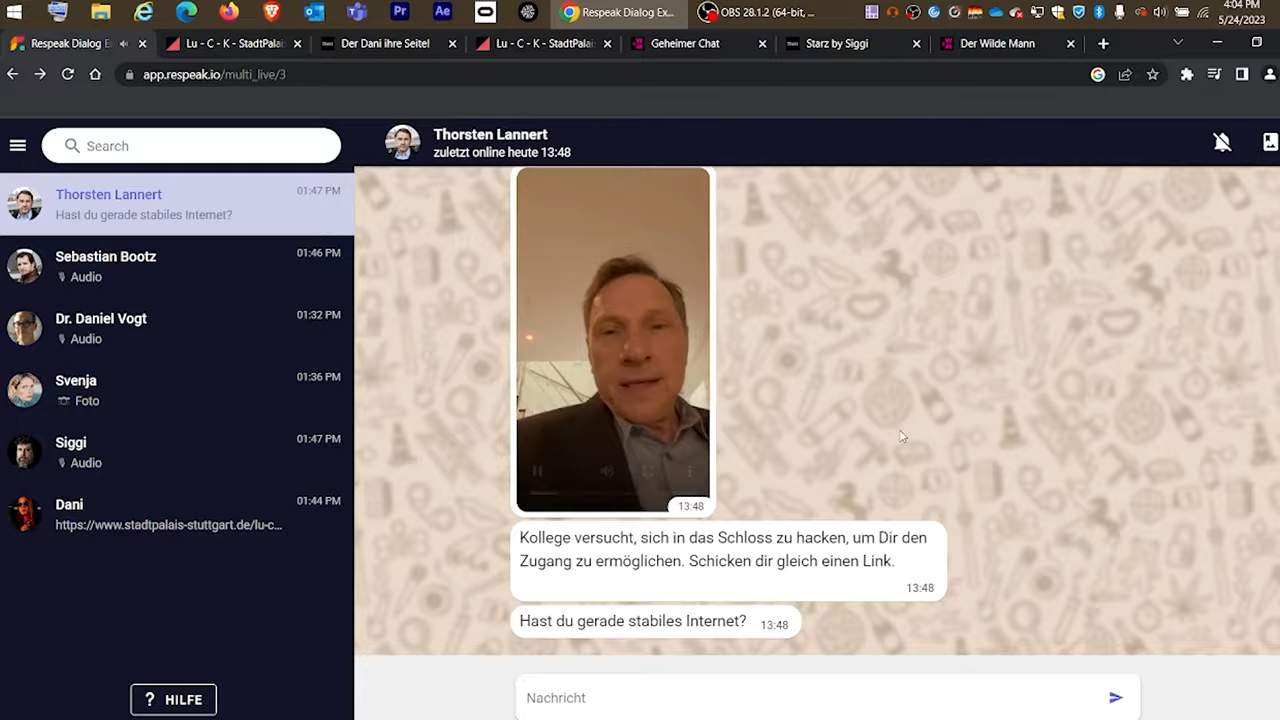 Pr
Ae
Respeak Dialog Ex...
OBS 28.1.2 (64-bit, ...
4:04 PM
5/24/2023
Respeak Dialog E
Lu - C - K - StadtPalai
Der Dani ihre Seite!
Lu - C - K - StadtPalai
Geheimer Chat
Starz by Siggi
Der Wilde Mann
app.respeak.io/multi_live/3
Search
Thorsten Lannert
zuletzt online heute 13:48
Thorsten Lannert
01:47 PM
Hast du gerade stabiles Internet?
Sebastian Bootz
01:46 PM
Audio
Dr. Daniel Vogt
01:32 PM
Audio
Svenja
01:36 PM
Foto
Siggi
01:47 PM
Audio
Dani
01:44 PM
https://www.stadtpalais-stuttgart.de/lu-c...
13:48
Kollege versucht, sich in das Schloss zu hacken, um Dir den
Zugang zu ermöglichen. Schicken dir gleich einen Link.
13:48
Hast du gerade stabiles Internet?
13:48
? HILFE
Nachricht